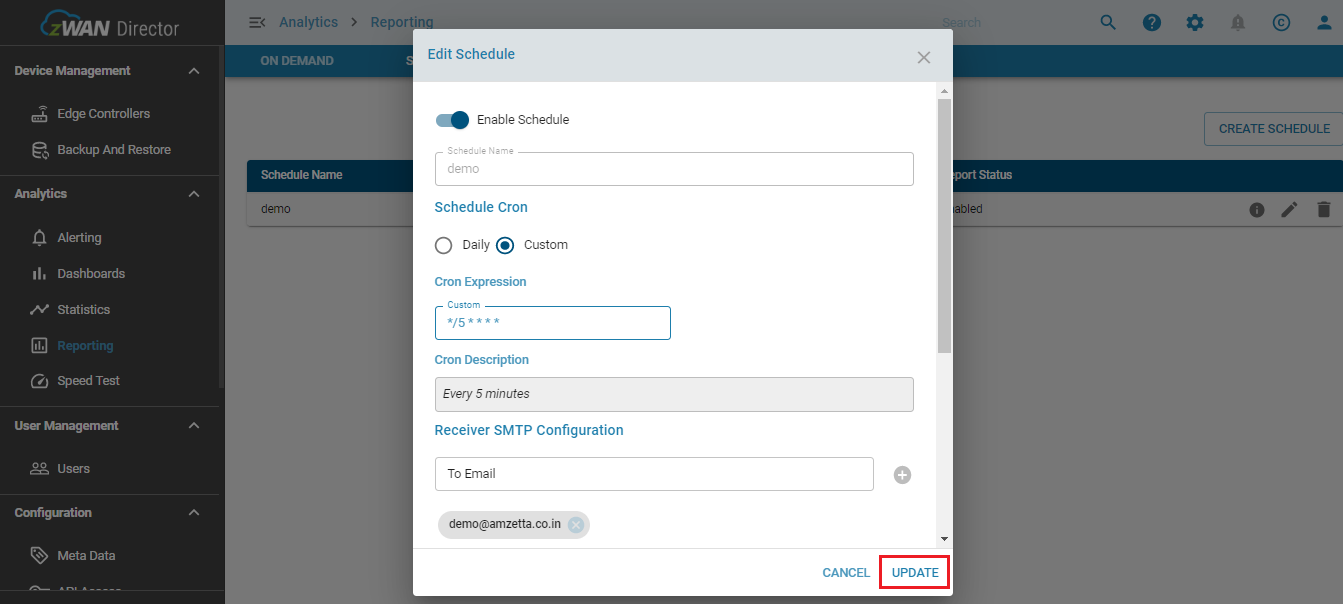 zWAN Director
Device Management
Edge Controllers
Backup And Restore
Analytics
Alerting
Dashboards
Statistics
Reporting
Speed Test
User Management
Users
Configuration
Meta Data
API Access
Analytics > Reporting
Search
ON DEMAND
CREATE SCHEDULE
Schedule Name
port Status
demo
abled
Edit Schedule
Enable Schedule
Schedule Name
demo
Schedule Cron
Daily Custom
Cron Expression
Custom
*/5 * * * *
Cron Description
Every 5 minutes
Receiver SMTP Configuration
To Email
demo@amzetta.co.in
CANCEL UPDATE